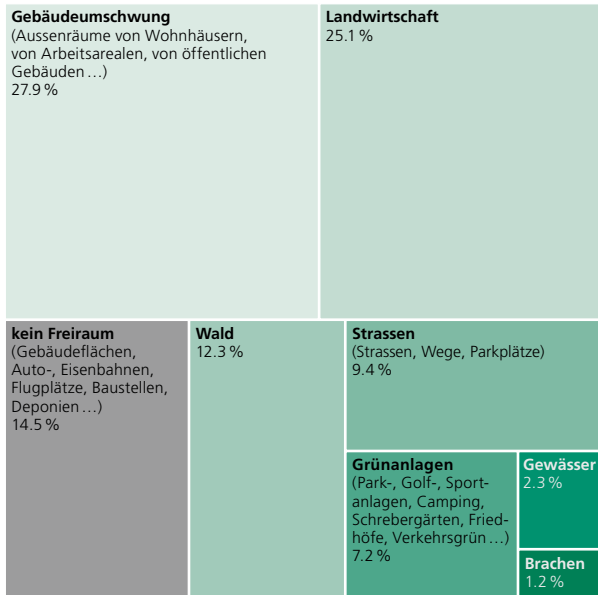 Gebäudeumschwung
(Aussenräume von Wohnhäusern,
von Arbeitsarealen, von öffentlichen
Gebäuden …)
27.9 %
Landwirtschaft
25.1 %
kein Freiraum
(Gebäudeflächen,
Auto-, Eisenbahnen,
Flugplätze, Baustellen,
Deponien …)
14.5 %
Wald
12.3 %
Strassen
(Strassen, Wege, Parkplätze)
9.4 %
Grünanlagen
(Park-, Golf-, Sport-
anlagen, Camping,
Schrebergärten, Fried-
höfe, Verkehrsgrün …)
7.2 %
Gewässer
2.3 %
Brachen
1.2 %